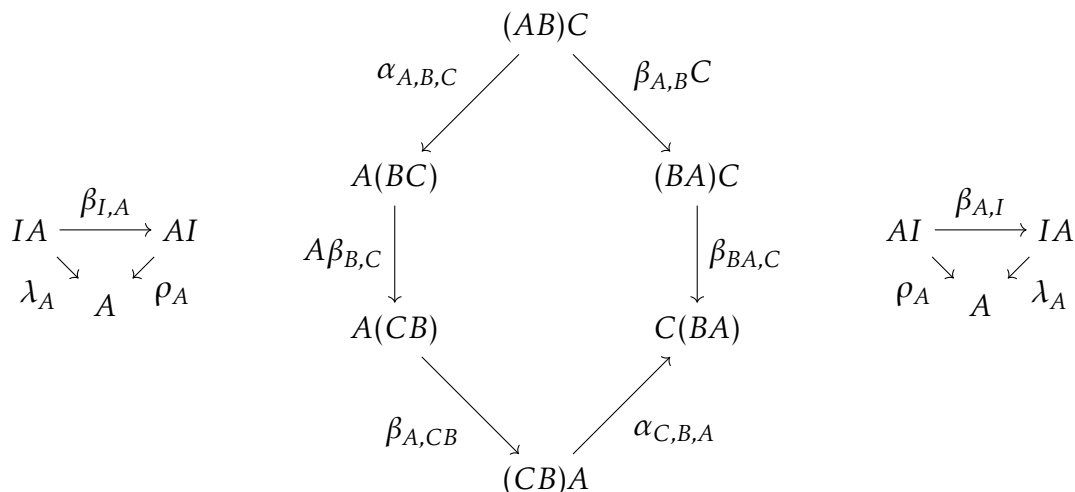 (AB)C
α_{A,B,C} β_{A,B}C
A(BC) (BA)C
β_{I,A} β_{A,I}
IA AI Aβ_{B,C} β_{BA,C} AI IA
λ_A A ρ_A ρ_A A λ_A
A(CB) C(BA)
β_{A,CB} α_{C,B,A}
(CB)A